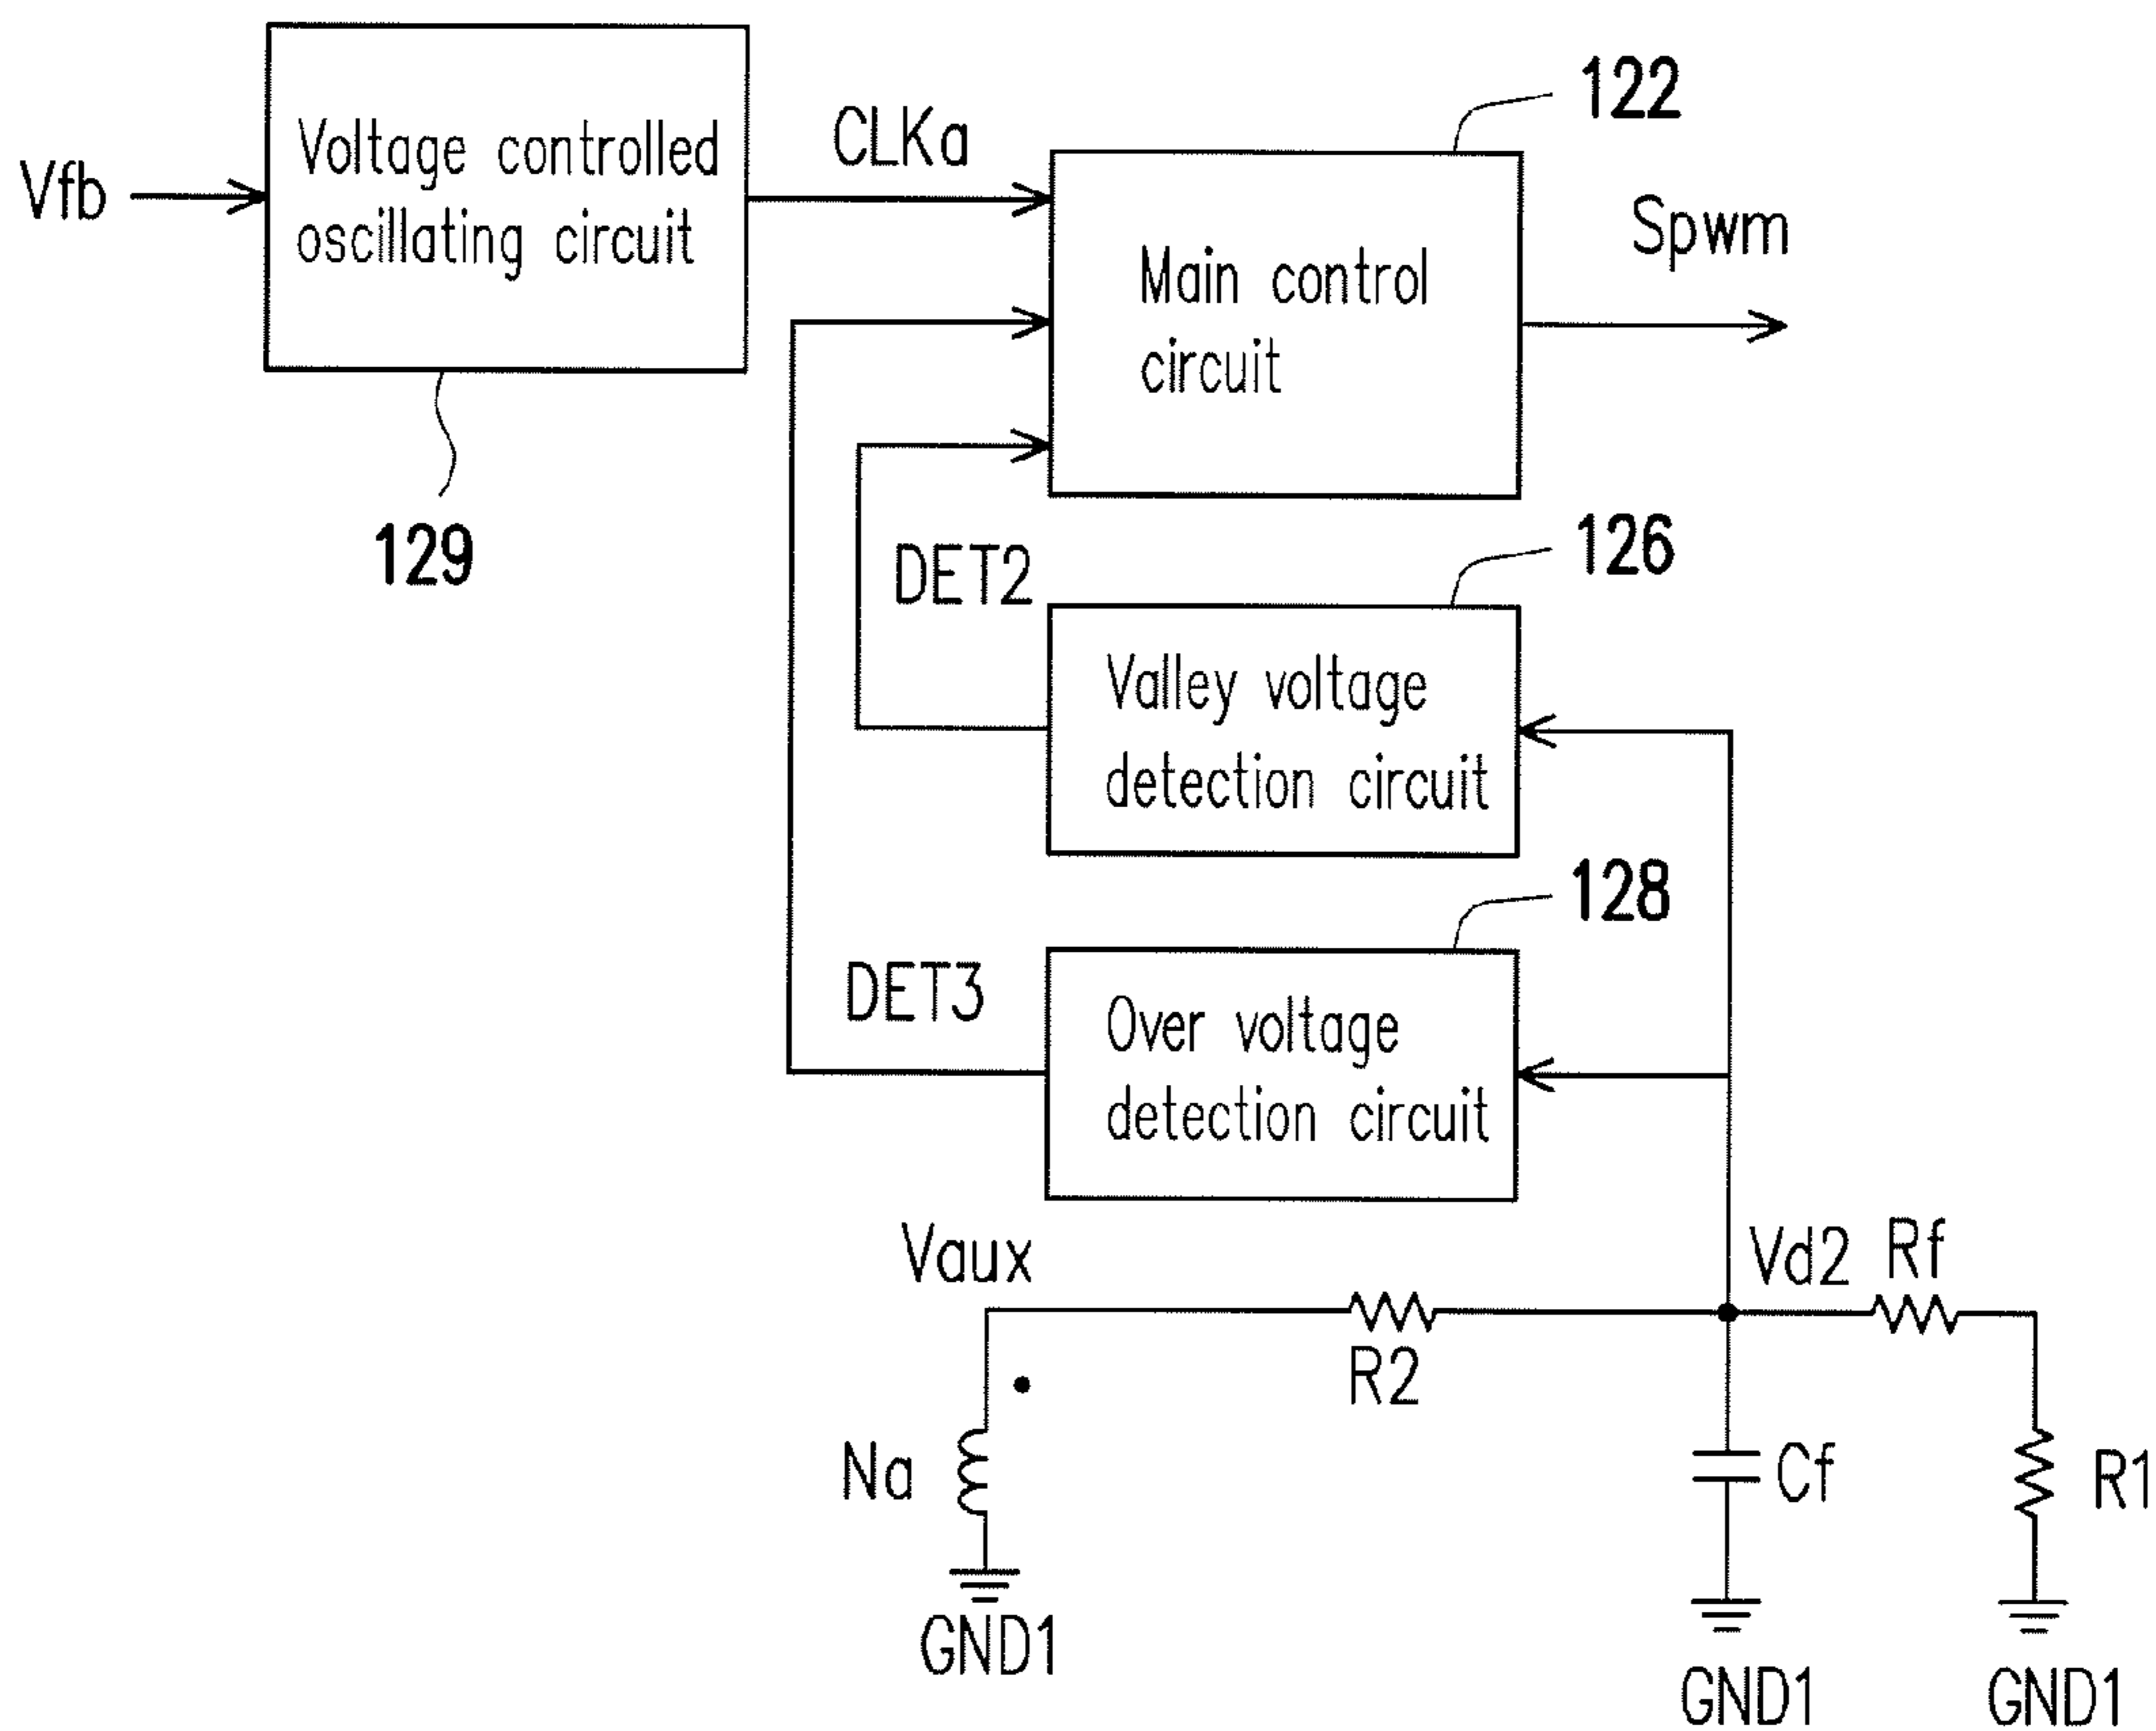 122
CLKa
Voltage controlled
oscillating circuit
Vfb
Spwm
Main control
circuit
129
126
DET2
Valley voltage
detection circuit
128
DET3
Over voltage
detection circuit
Vaux
Vd2
Rf
R2
Na
Cf
R1
GND1
GND1
GND1